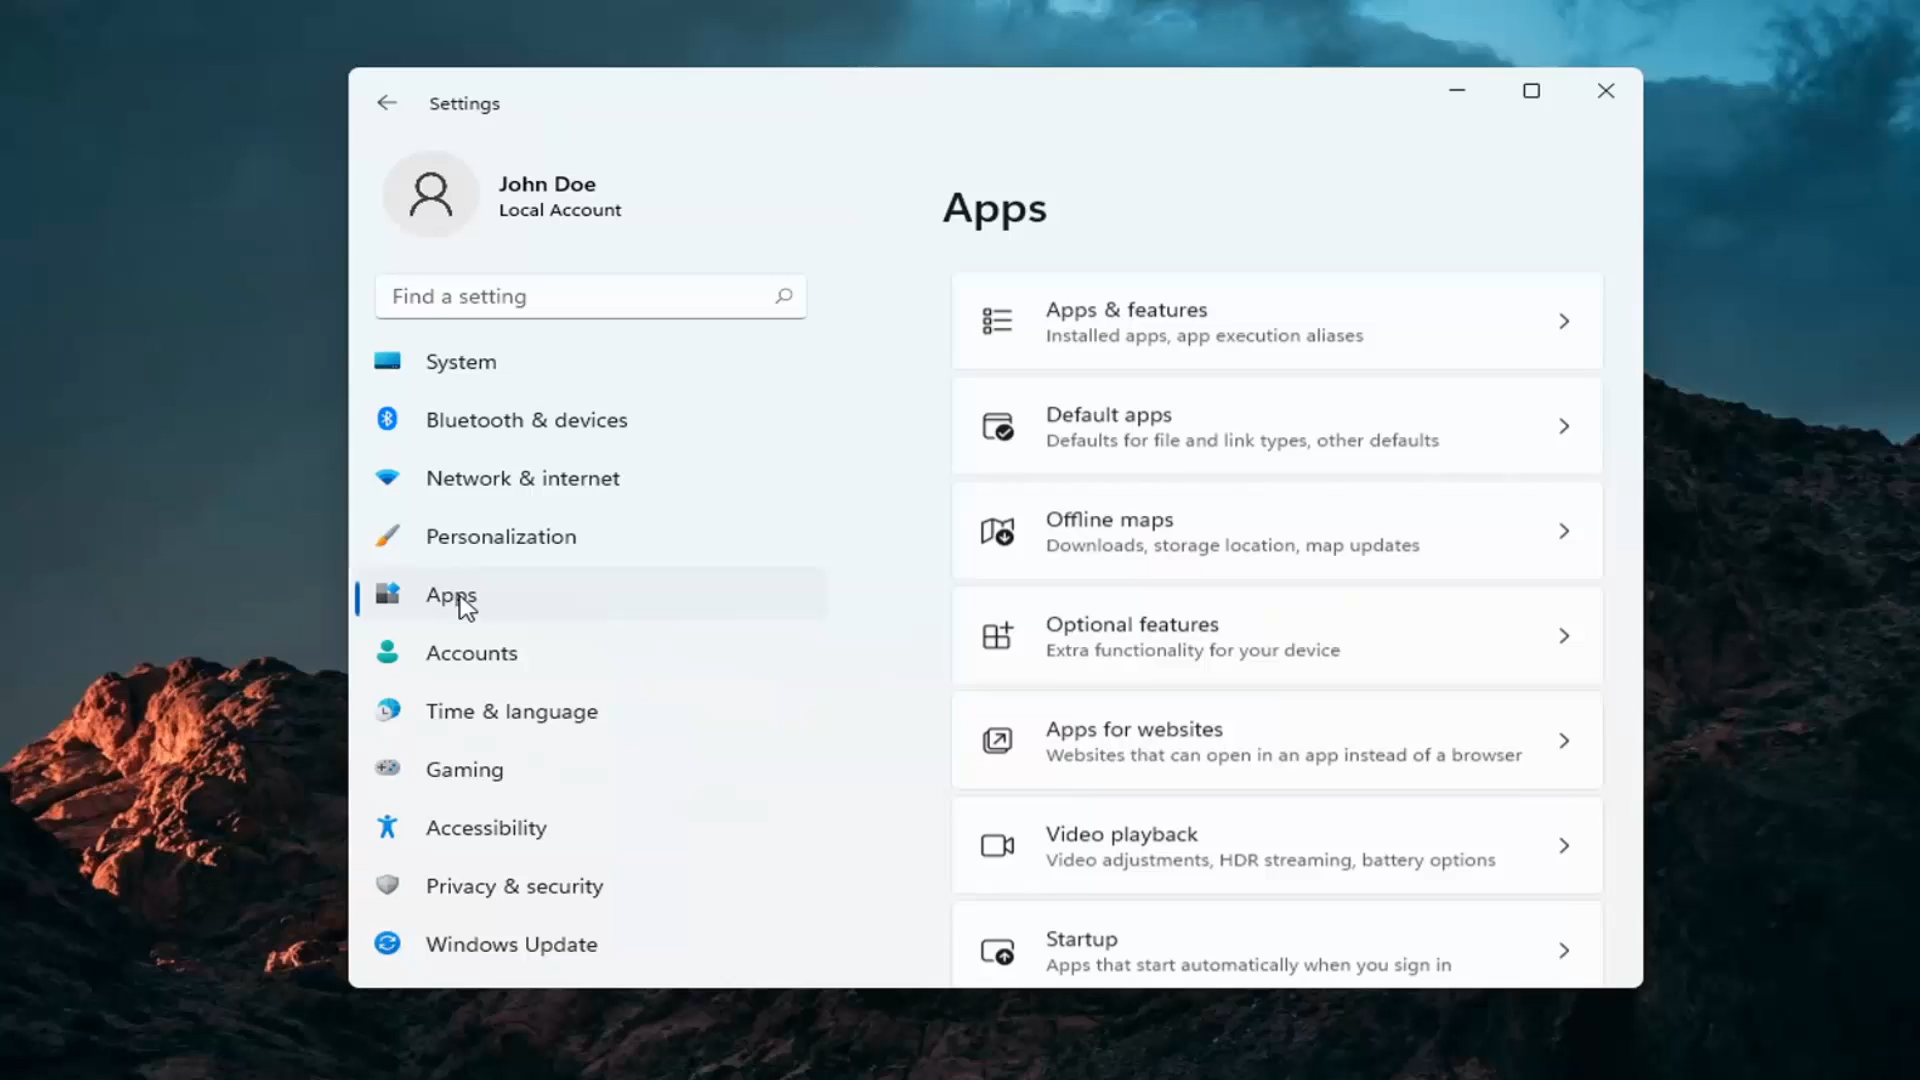 Settings
John Doe
Local Account
Find a setting
System
Bluetooth & devices
Network & internet
Personalization
Apps
Accounts
Time & language
Gaming
Accessibility
Privacy & security
Windows Update
Apps
Apps & features
Installed apps, app execution aliases
Default apps
Defaults for file and link types, other defaults
Offline maps
Downloads, storage location, map updates
Optional features
Extra functionality for your device
Apps for websites
Websites that can open in an app instead of a browser
Video playback
Video adjustments, HDR streaming, battery options
Startup
Apps that start automatically when you sign in